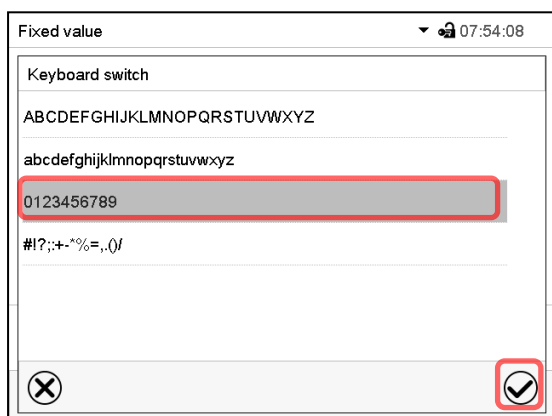 Fixed value 07:54:08
Keyboard switch
ABCDEFGHIJKLMNOPQRSTUVWXYZ
abcdefghijklmnopqrstuvwxyz
0123456789
#!?;:+-*%=,.()/